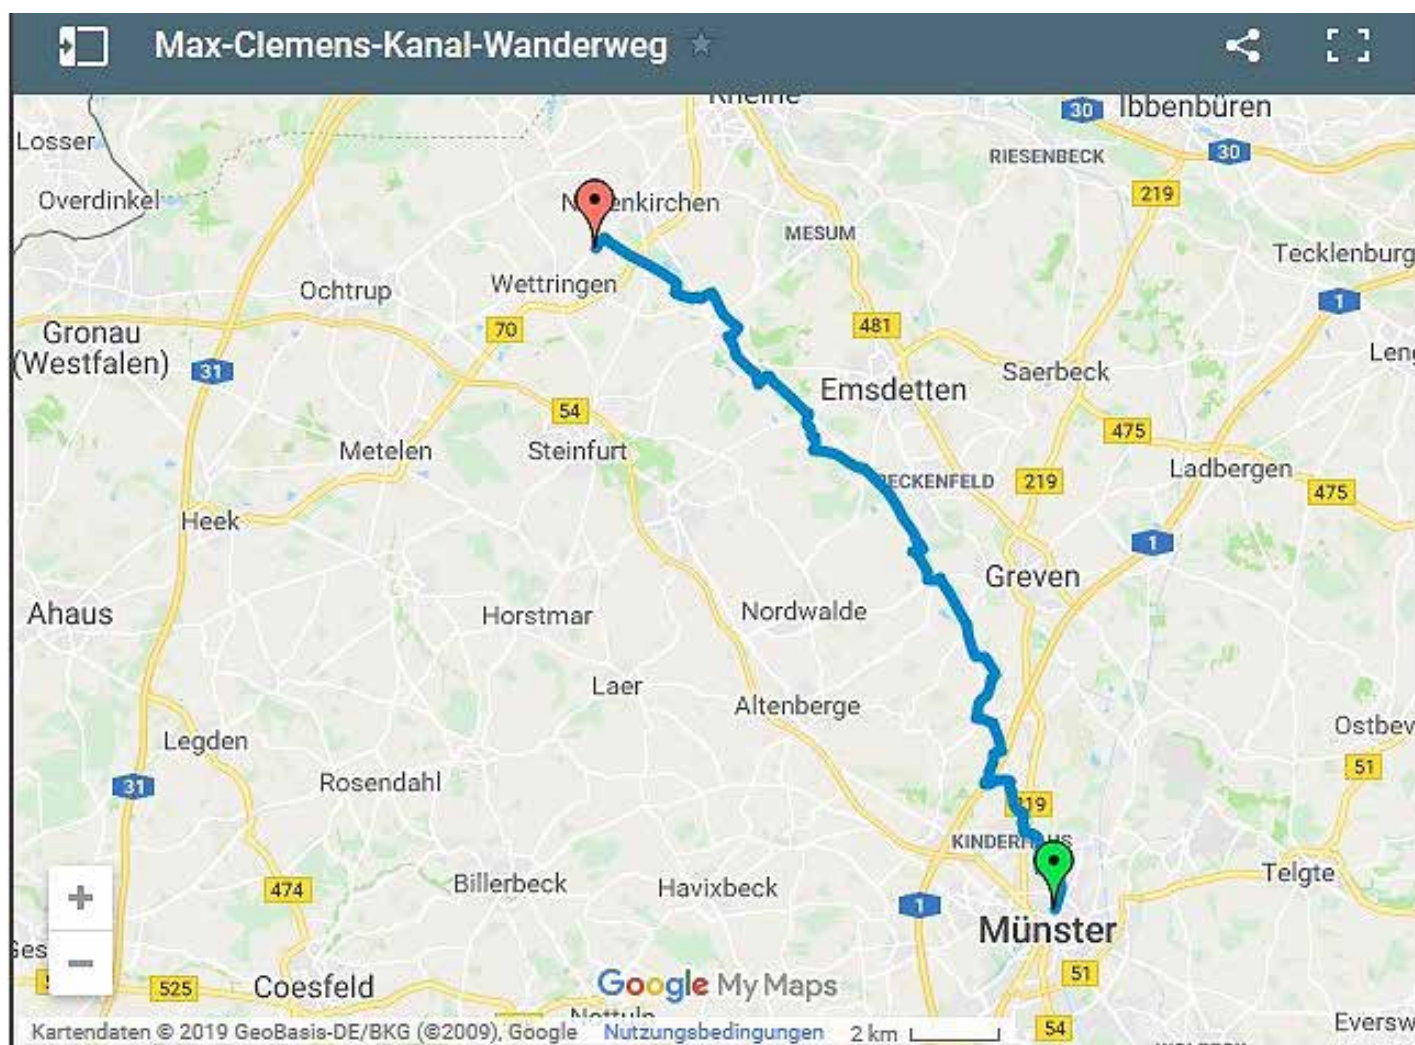 Max-Clemens-Kanal-Wanderweg
30
Ibbenbüren
Losser
30
RIESENBECK
Overdinkel
219
MESUM
Tecklenburg
Wettringen
Ochtrup
1
Gronau
(Westfalen)
70
481
31
Saerbeck
Emsdetten
54
475
Metelen
Steinfurt
Ladbergen
219
475
Heek
1
Greven
Ahaus
Horstmar
Nordwalde
Laer
Altenberge
Ostbev
Legden
51
Rosendahl
31
KINDERHAUS
Telgte
474
Billerbeck
Havixbeck
1
Münster
51
525
Coesfeld
Google My Maps
Kartendaten © 2019 GeoBasis-DE/BKG (©2009), Google Nutzungsbedingungen 2 km
54
Eversw